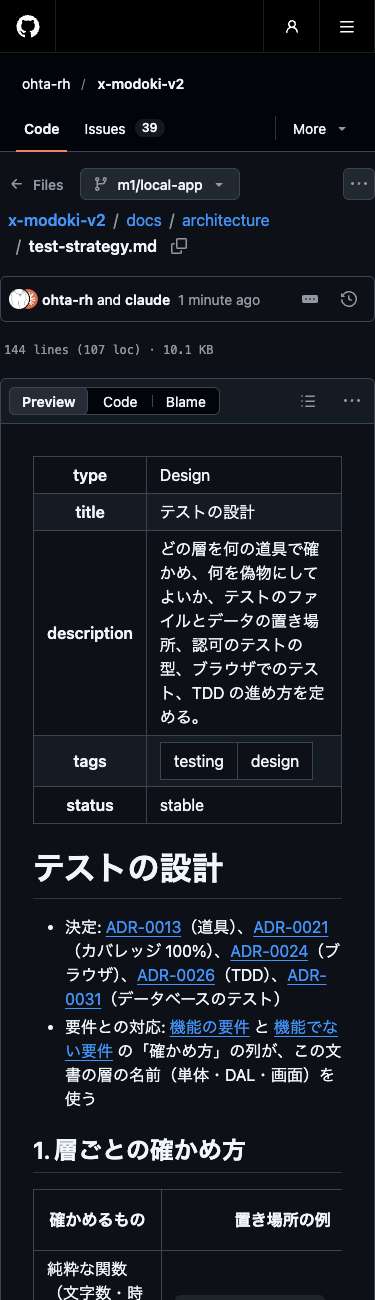 ohta-rh / x-modoki-v2
Code Issues 39 More
Files m1/local-app
x-modoki-v2 / docs / architecture
/ test-strategy.md
ohta-rh and claude 1 minute ago
144 lines (107 loc) · 10.1 KB
Preview Code Blame
type Design
title テストの設計
description
どの層を何の道具で確
かめ、何を偽物にして
よいか、テストのファ
イルとデータの置き場
所、認可のテストの
型、ブラウザでのテス
ト、TDD の進め方を定
める。
tags testing design
status stable
テストの設計
• 決定: ADR-0013（道具）、ADR-0021
（カバレッジ 100%）、ADR-0024（ブ
ラウザ）、ADR-0026（TDD）、ADR-
0031（データベースのテスト）
• 要件との対応: 機能の要件 と 機能でな
い要件 の「確かめ方」の列が、この文
書の層の名前（単体・DAL・画面）を
使う
1. 層ごとの確かめ方
確かめるもの 置き場所の例
純粋な関数
（文字数・時